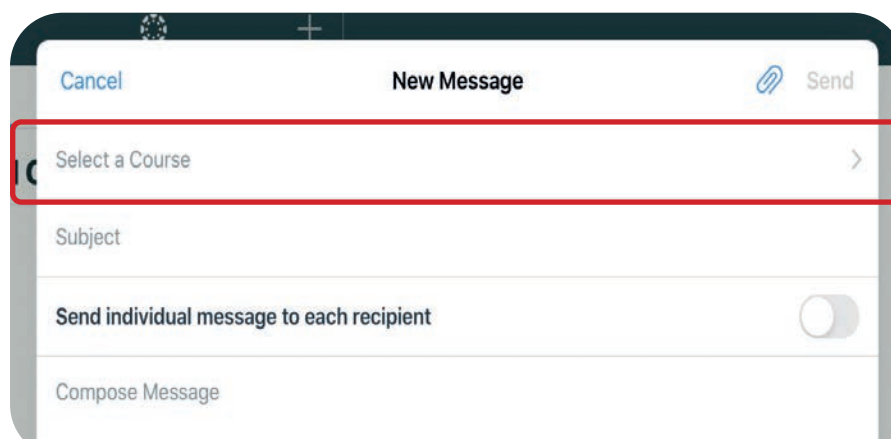 Cancel New Message Send
Select a Course
Subject
Send individual message to each recipient
Compose Message